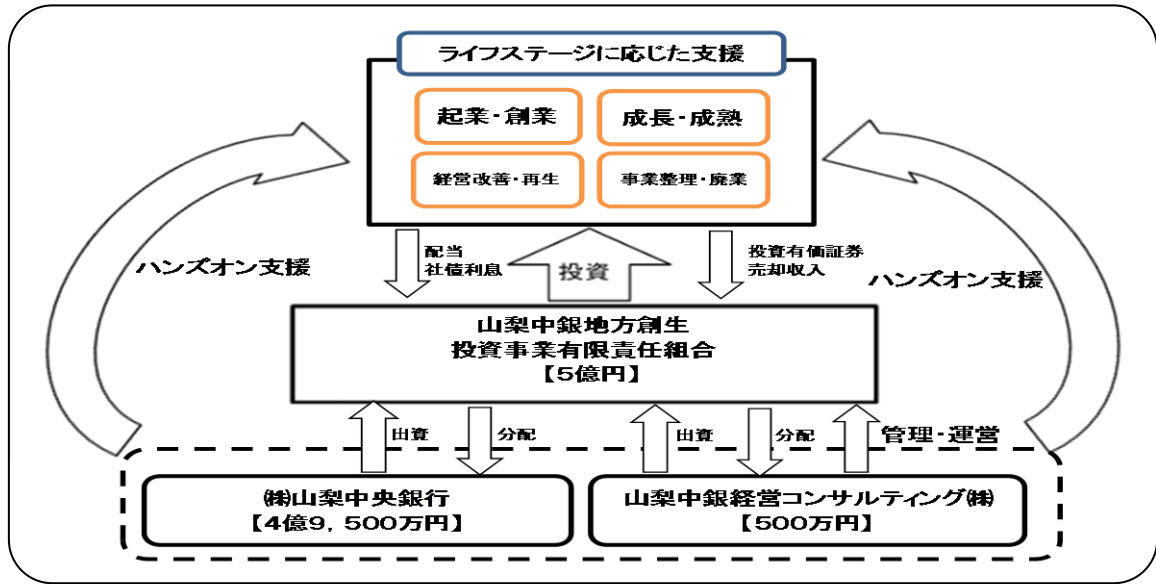 ライフステージに応じた支援
起業・創業
成長・成熟
経営改善・再生
事業整理・廃業
ハンズオン支援
配当
社債利息
投資
投資有価証券
売却収入
ハンズオン支援
山梨中銀地方創生
投資事業有限責任組合
【5億円】
出資
分配
出資
分配
管理・運営
㈱山梨中央銀行
【4億9，500万円】
山梨中銀経営コンサルティング㈱
【500万円】